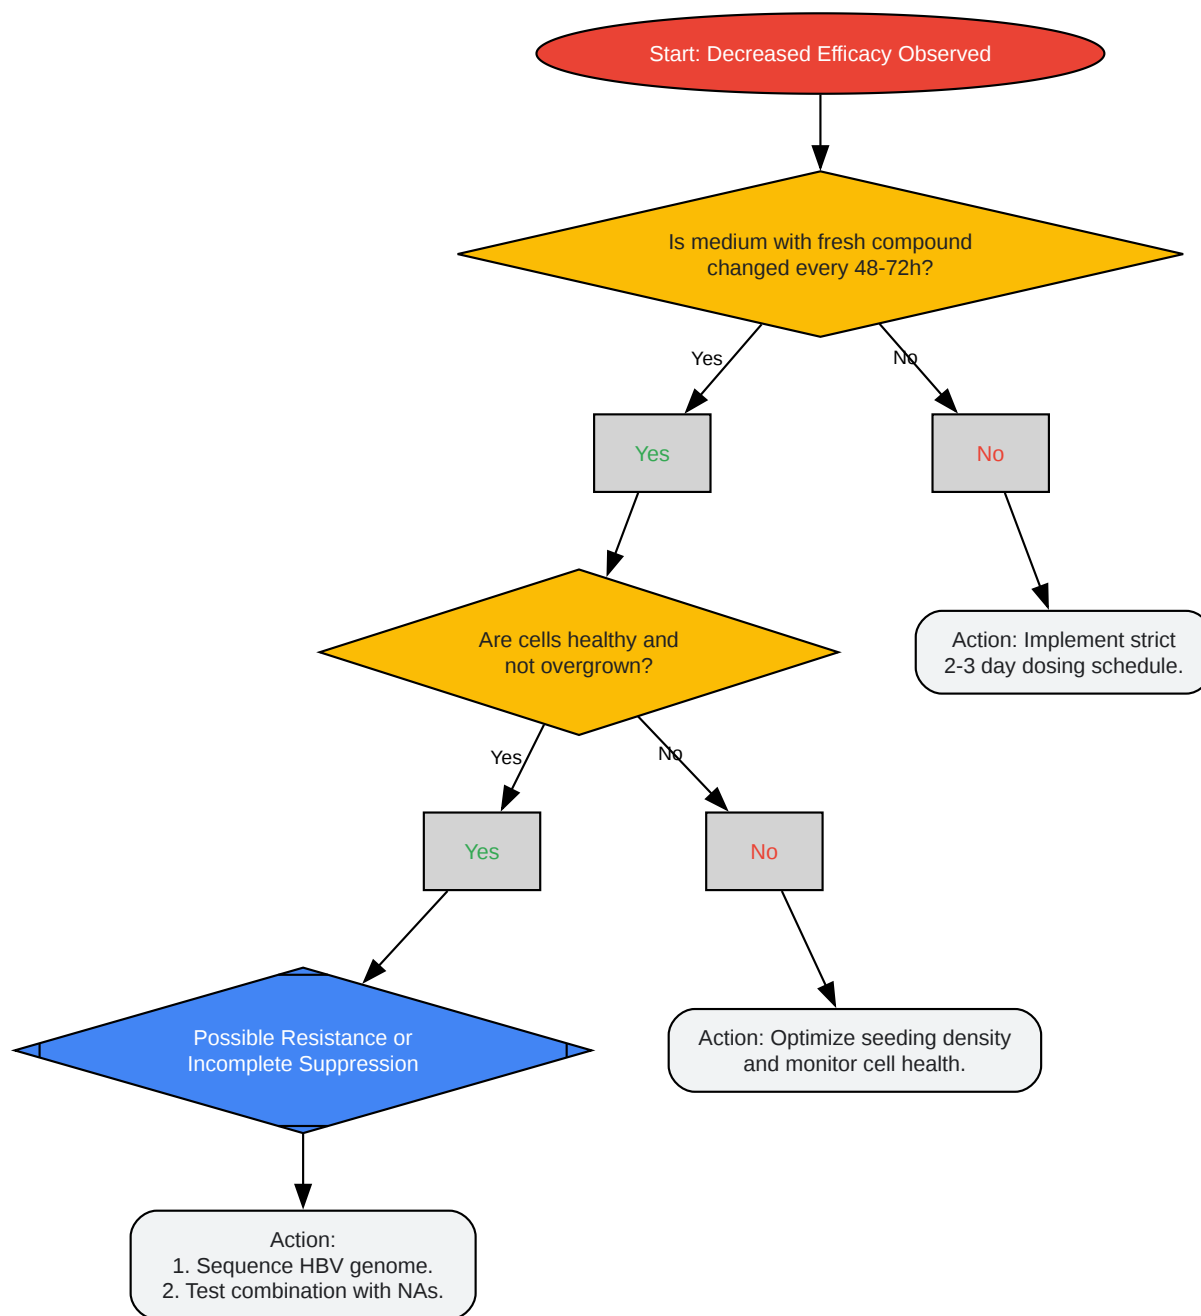 Start: Decreased Efficacy Observed
Is medium with fresh compound
changed every 48-72h?
Yes
No
Yes
No
Are cells healthy and
not overgrown?
Action: Implement strict
2-3 day dosing schedule.
Yes
No
Yes
No
Possible Resistance or
Incomplete Suppression
Action: Optimize seeding density
and monitor cell health.
Action:
1. Sequence HBV genome.
2. Test combination with NAs.